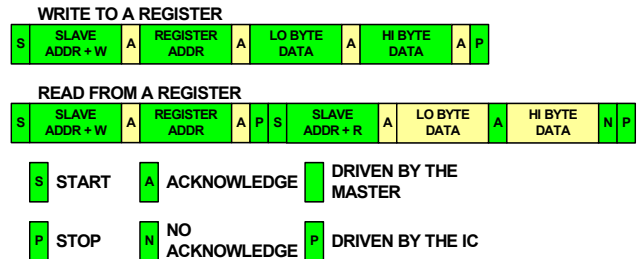 WRITE TO A REGISTER
S SLAVE ADDR + W A REGISTER ADDR A LO BYTE DATA A HI BYTE DATA A P
READ FROM A REGISTER
S SLAVE ADDR + W A REGISTER ADDR A P S SLAVE ADDR + R A LO BYTE DATA A HI BYTE DATA N P
S START A ACKNOWLEDGE DRIVEN BY THE MASTER
P STOP N NO ACKNOWLEDGE P DRIVEN BY THE IC